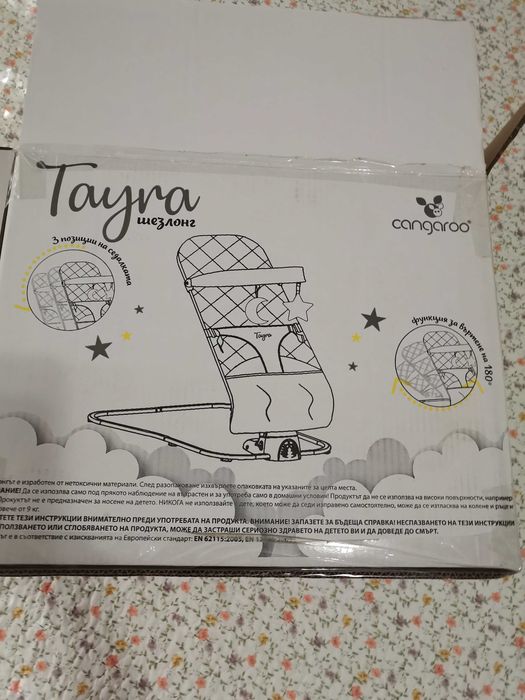 Tayra
шезлонг
cangaroo®
3 позиции на седалката
функция за въртене на 180°
Tayra
онгът е изработен от нетоксични материали. След разопаковане изхвърлете опаковката на указаните за целта места.
АНИЕ! Да се използва само под прякото наблюдение на възрастен и за употреба само в домашни условия! Продуктът да не се използва на високи повърхности, например
Продуктът не е предназначен за носене на детето. НИКОГА не използвайте дете, което може да седи изправено самостоятелно, може да се изтласква на колене и ръце и
овече от 9 кг.
ЕТЕ ТЕЗИ ИНСТРУКЦИИ ВНИМАТЕЛНО ПРЕДИ УПОТРЕБАТА НА ПРОДУКТА. ВНИМАНИЕ! ЗАПАЗЕТЕ ЗА БЪДЕЩА СПРАВКА! НЕСПАЗВАНЕТО НА ТЕЗИ ИНСТРУКЦИИ
ПОЛЗВАНЕТО ИЛИ СГЛОБЯВАНЕТО НА ПРОДУКТА, МОЖЕ ДА ЗАСТРАШИ СЕРИОЗНО ЗДРАВЕТО НА ДЕТЕТО ВИ И ДА ДОВЕДЕ ДО СМЪРТ.
ът е в съответствие с изискванията на Европейски стандарт: EN 62115:2005, EN